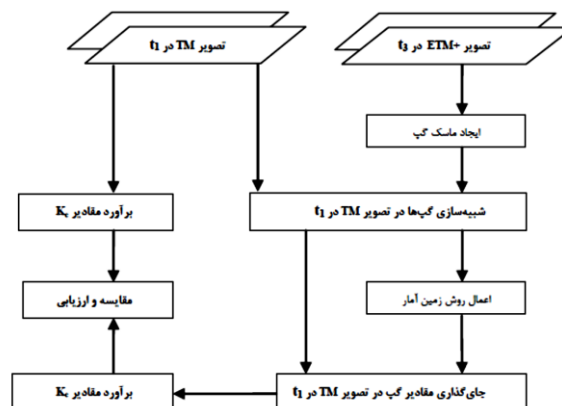 تصویر TM در t₁
تصویر ETM+ در t₃
ایجاد ماسک گپ
برآورد مقادیر Kc
شبیه‌سازی گپ‌ها در تصویر TM در t₁
مقایسه و ارزیابی
اعمال روش زمین آمار
برآورد مقادیر Kc
جای‌گذاری مقادیر گپ در تصویر TM در t₁